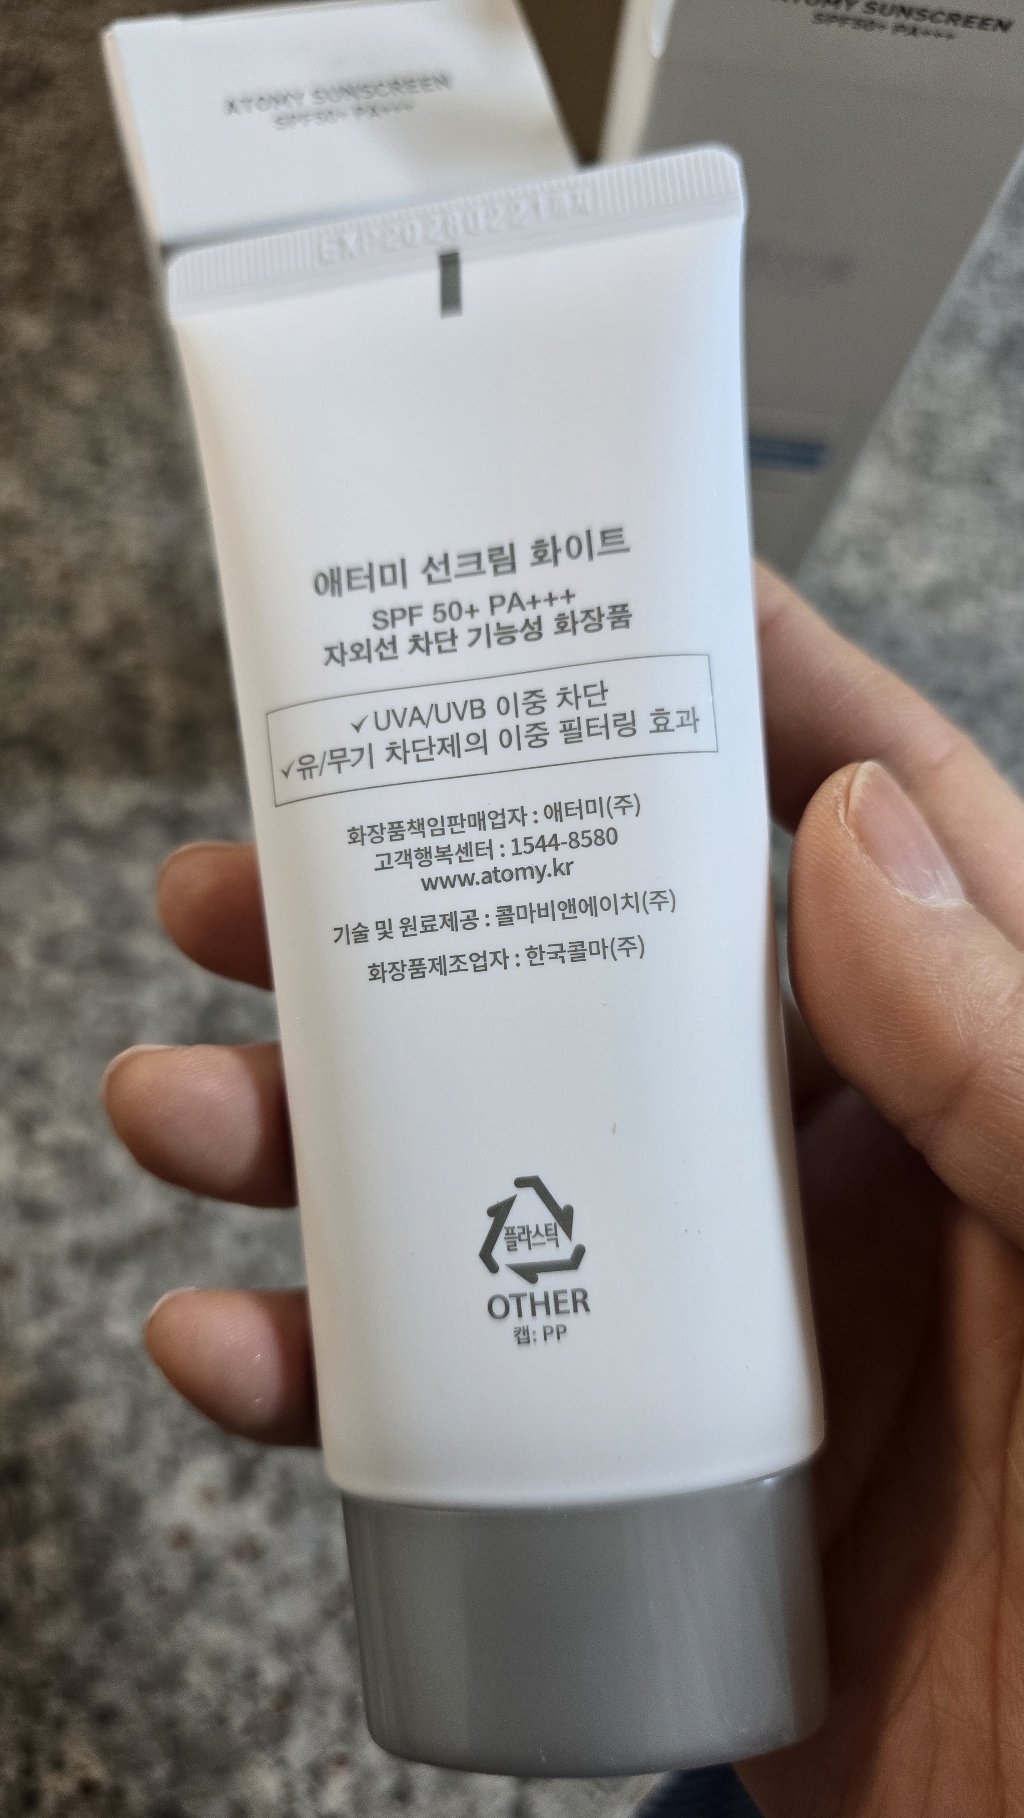 ATOMY SUNSCREEN
SPF50+ PA+++
ATOMY SUNSCREEN
SPF50+ PA+++
애터미 선크림 화이트
SPF 50+ PA+++
자외선 차단 기능성 화장품
✓UVA/UVB 이중 차단
✓유/무기 차단제의 이중 필터링 효과
화장품책임판매업자 : 애터미(주)
고객행복센터 : 1544-8580
www.atomy.kr
기술 및 원료제공 : 콜마비앤에이치(주)
화장품제조업자 : 한국콜마(주)
플라스틱
OTHER
캡: PP